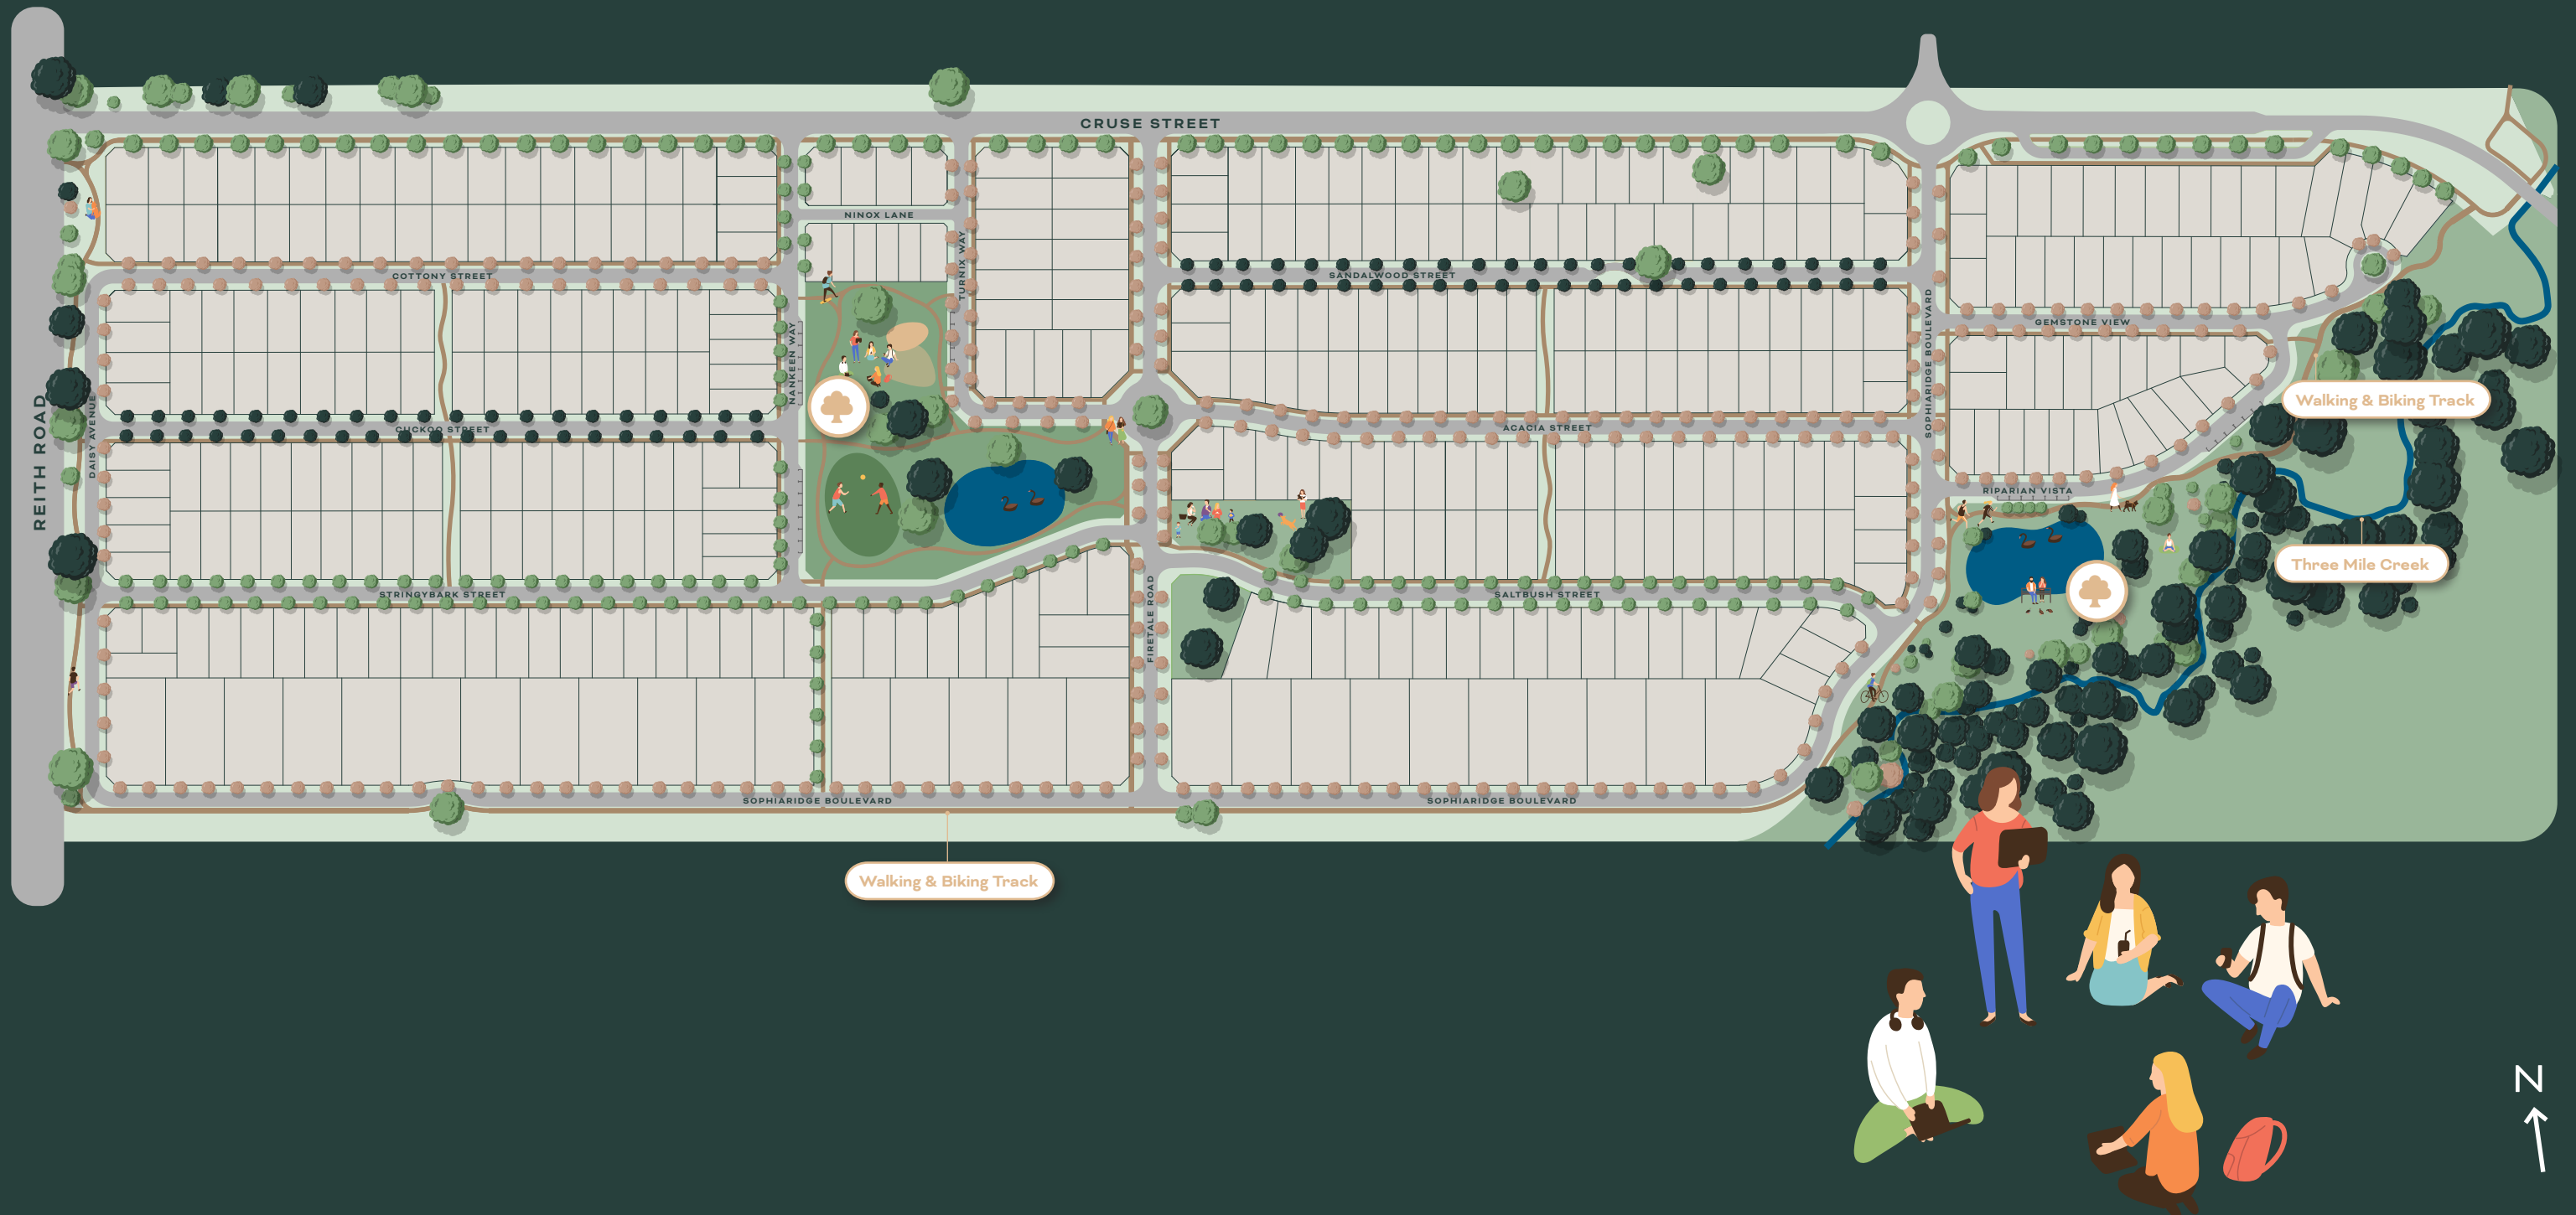 CRUSE STREET
NINOX LANE
COTTONY STREET
TURNIX WAY
SANDALWOOD STREET
SOPHIARIDGE BOULEVARD
GEMSTONE VIEW
NANKEEN WAY
REITH ROAD
DAISY AVENUE
CUCKOO STREET
ACACIA STREET
Walking & Biking Track
RIPARIAN VISTA
Three Mile Creek
STRINGYBARK STREET
FIRETALE ROAD
SALTBUSH STREET
SOPHIARIDGE BOULEVARD
SOPHIARIDGE BOULEVARD
Walking & Biking Track
N